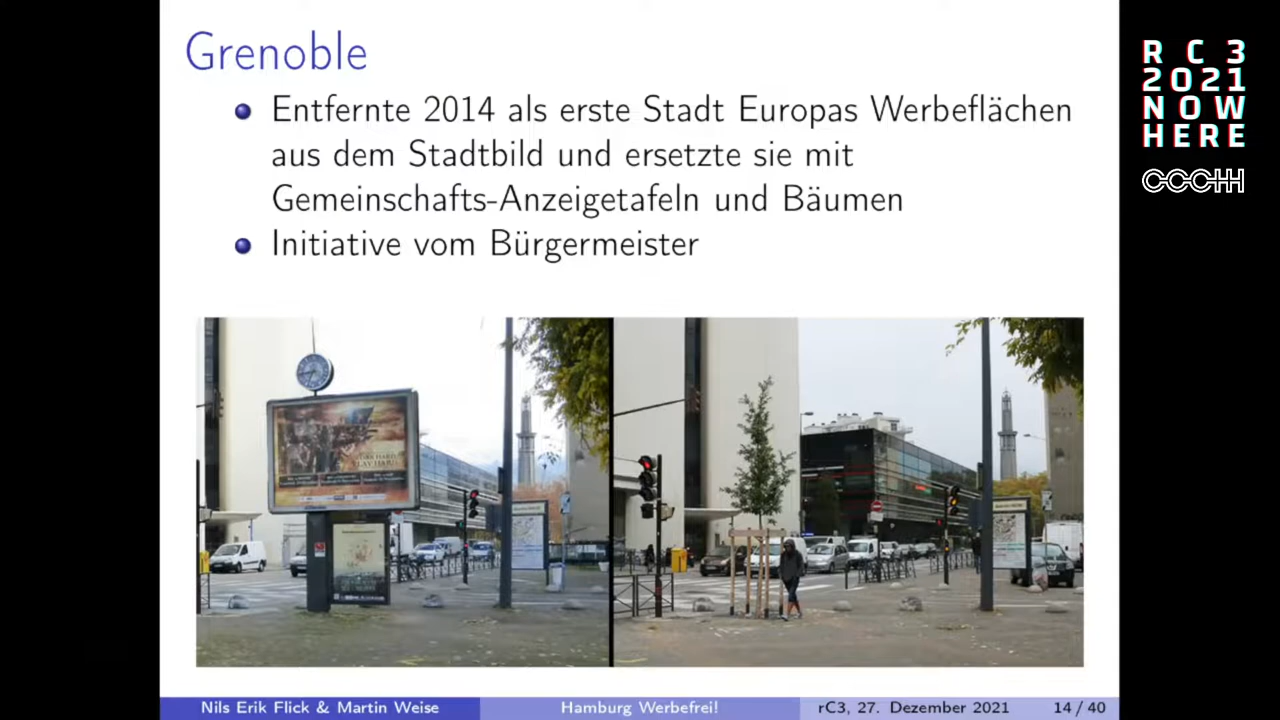 Grenoble
Entfernte 2014 als erste Stadt Europas Werbeflächen
aus dem Stadtbild und ersetzte sie mit
Gemeinschafts-Anzeigetafeln und Bäumen
Initiative vom Bürgermeister
Nils Erik Flick & Martin Weise
Hamburg Werbefrei!
rC3, 27. Dezember 2021
14 / 40
RC3
2021
NOW
HERE
CCCHH